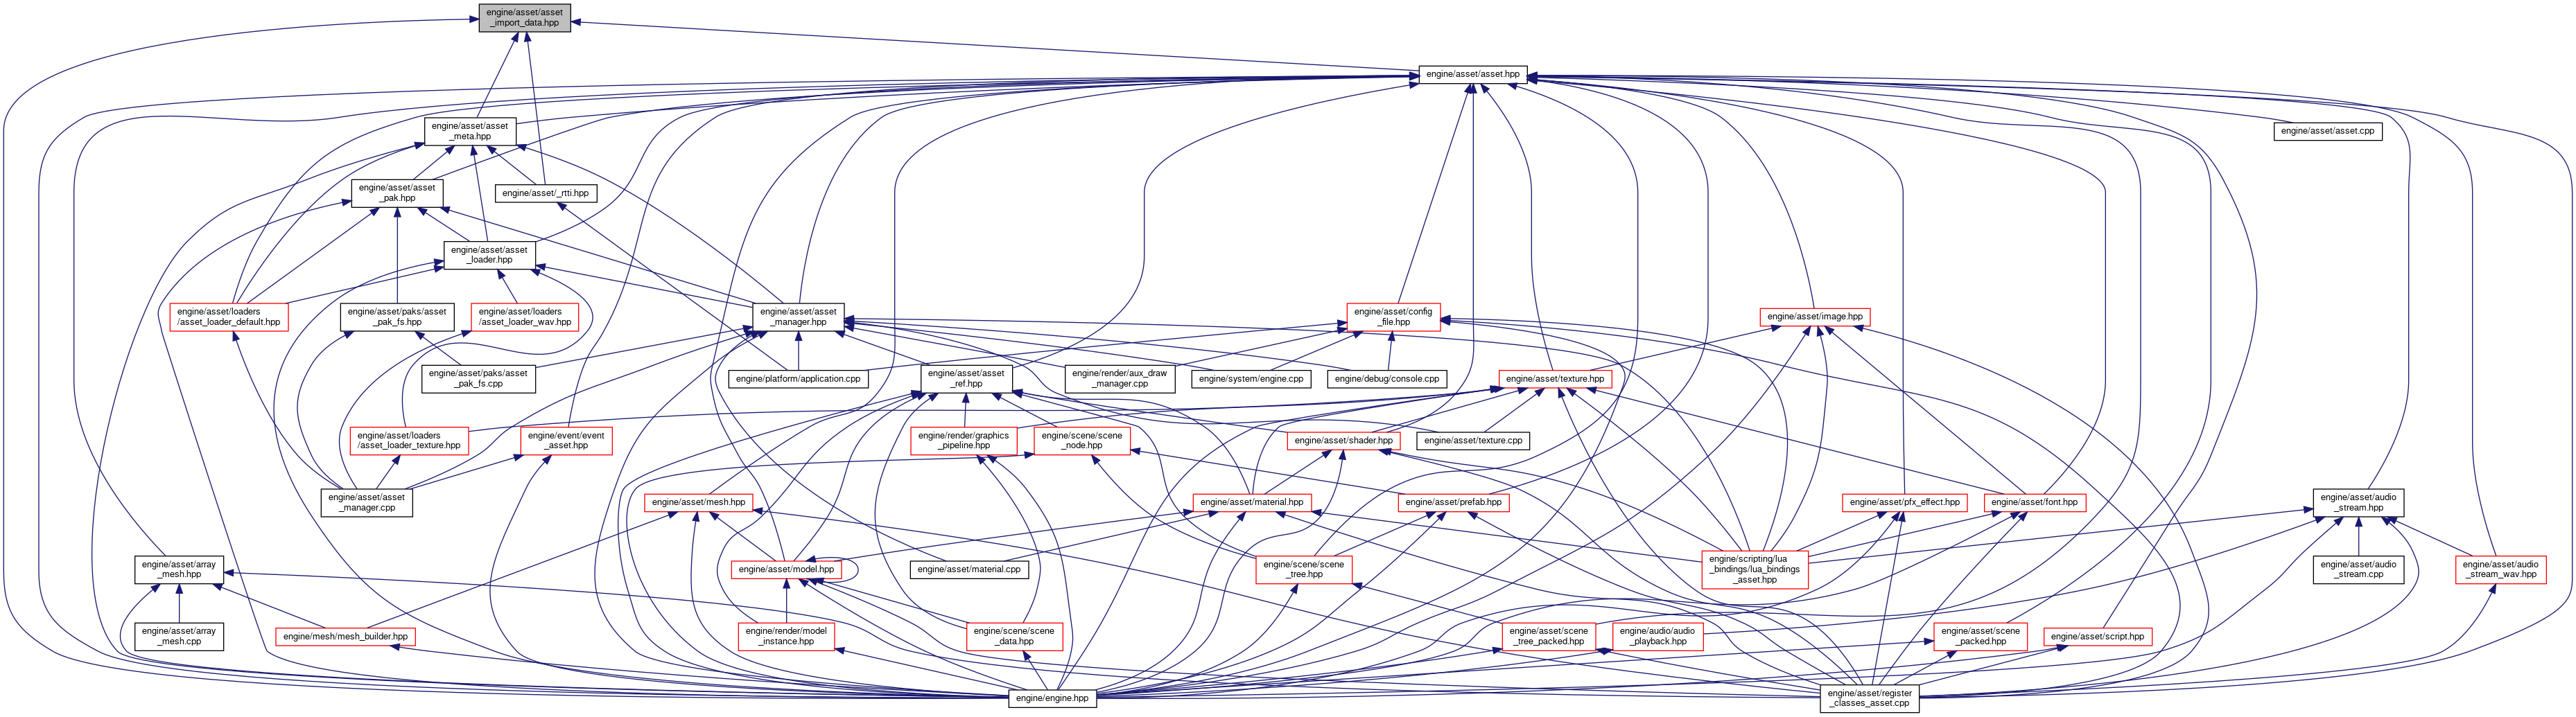 engine/asset/asset
_import_data.hpp
engine/asset/asset.hpp
engine/asset/asset
_meta.hpp
engine/asset/asset.cpp
engine/asset/asset
_pak.hpp
engine/asset/_rtti.hpp
engine/asset/asset
_loader.hpp
engine/asset/loaders
/asset_loader_default.hpp
engine/asset/paks/asset
_pak_fs.hpp
engine/asset/loaders
/asset_loader_wav.hpp
engine/asset/asset
_manager.hpp
engine/asset/config
_file.hpp
engine/asset/image.hpp
engine/asset/paks/asset
_pak_fs.cpp
engine/platform/application.cpp
engine/asset/asset
_ref.hpp
engine/render/aux_draw
_manager.cpp
engine/system/engine.cpp
engine/debug/console.cpp
engine/asset/texture.hpp
engine/asset/loaders
/asset_loader_texture.hpp
engine/event/event
_asset.hpp
engine/render/graphics
_pipeline.hpp
engine/scene/scene
_node.hpp
engine/asset/shader.hpp
engine/asset/texture.cpp
engine/asset/asset
_manager.cpp
engine/asset/mesh.hpp
engine/asset/material.hpp
engine/asset/prefab.hpp
engine/asset/pfx_effect.hpp
engine/asset/font.hpp
engine/asset/audio
_stream.hpp
engine/asset/array
_mesh.hpp
engine/asset/model.hpp
engine/asset/material.cpp
engine/scene/scene
_tree.hpp
engine/scripting/lua
_bindings/lua_bindings
_asset.hpp
engine/asset/audio
_stream.cpp
engine/asset/audio
_stream_wav.hpp
engine/asset/array
_mesh.cpp
engine/mesh/mesh_builder.hpp
engine/render/model
_instance.hpp
engine/scene/scene
_data.hpp
engine/asset/scene
_tree_packed.hpp
engine/audio/audio
_playback.hpp
engine/asset/scene
_packed.hpp
engine/asset/script.hpp
engine/engine.hpp
engine/asset/register
_classes_asset.cpp